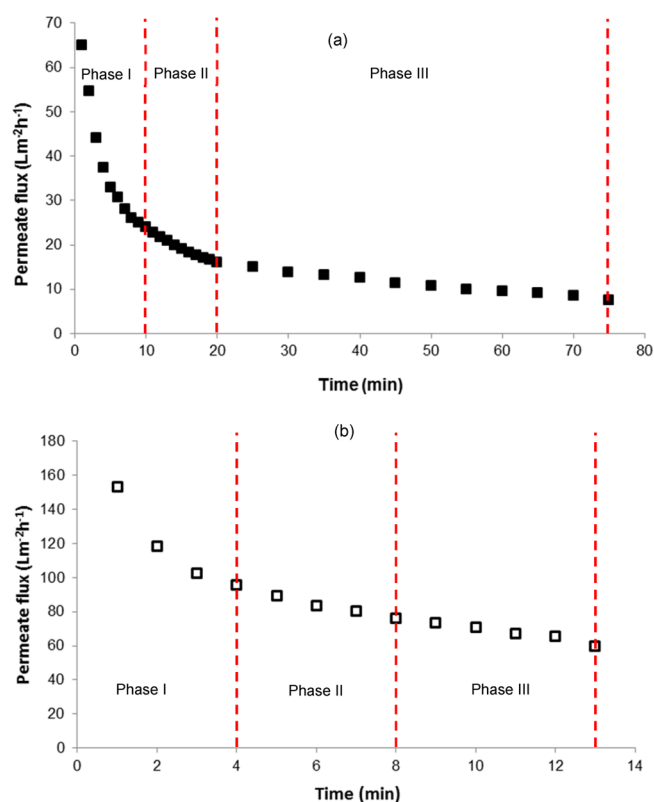 (a)
Phase I
Phase II
Phase III
Permeate flux (Lm⁻²h⁻¹)
70
60
50
40
30
20
10
0
0 10 20 30 40 50 60 70 80
Time (min)
(b)
Permeate flux (Lm⁻²h⁻¹)
180
160
140
120
100
80
60
40
20
0
Phase I
Phase II
Phase III
0 2 4 6 8 10 12 14
Time (min)